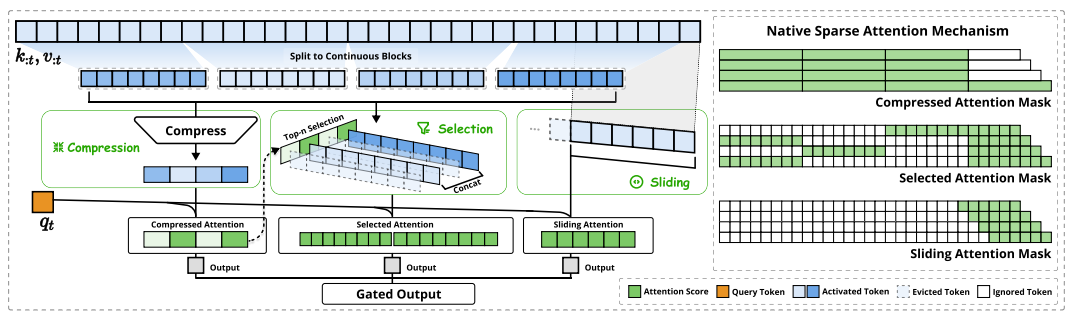 k:t, v:t
Split to Continuous Blocks
Compression
Compress
Top-n Selection
Selection
Concat
...
Sliding
qt
Compressed Attention
Selected Attention
Sliding Attention
Output
Output
Output
Gated Output
Native Sparse Attention Mechanism
Compressed Attention Mask
Selected Attention Mask
Sliding Attention Mask
Attention Score
Query Token
Activated Token
Evicted Token
Ignored Token